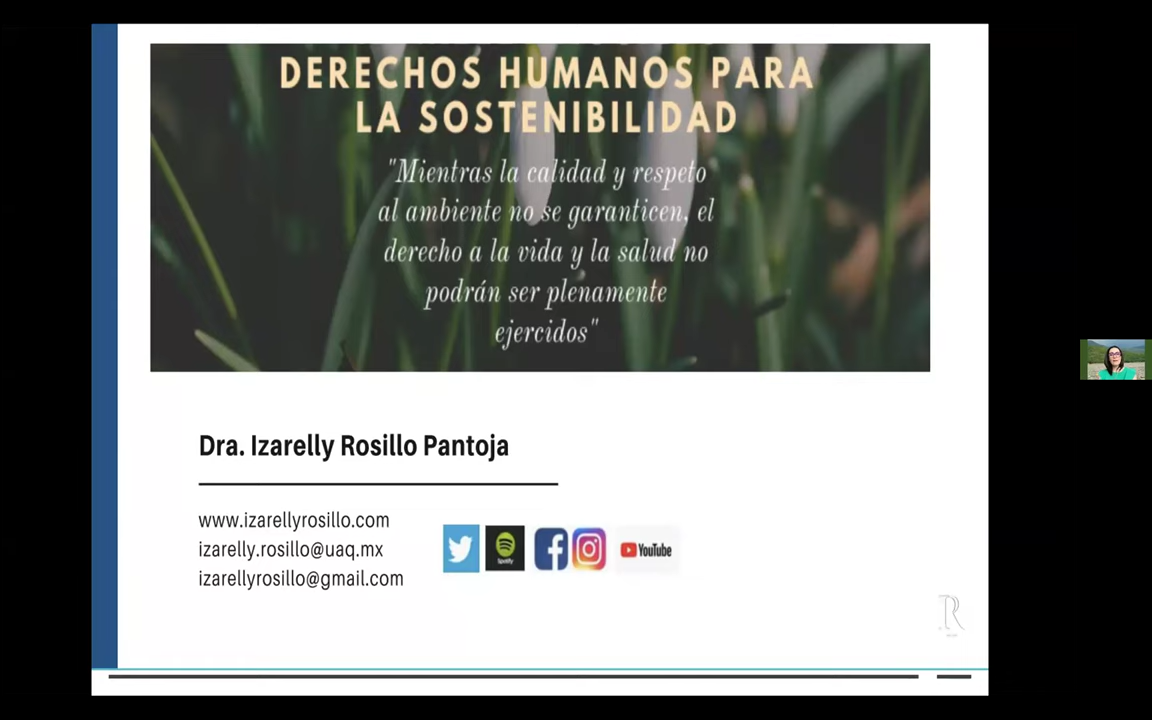 DERECHOS HUMANOS PARA
LA SOSTENIBILIDAD
"Mientras la calidad y respeto
al ambiente no se garanticen, el
derecho a la vida y la salud no
podrán ser plenamente
ejercidos"
Dra. Izarelly Rosillo Pantoja
www.izarellyrosillo.com
izarelly.rosillo@uaq.mx
izarellyrosillo@gmail.com
Spotify
YouTube
R